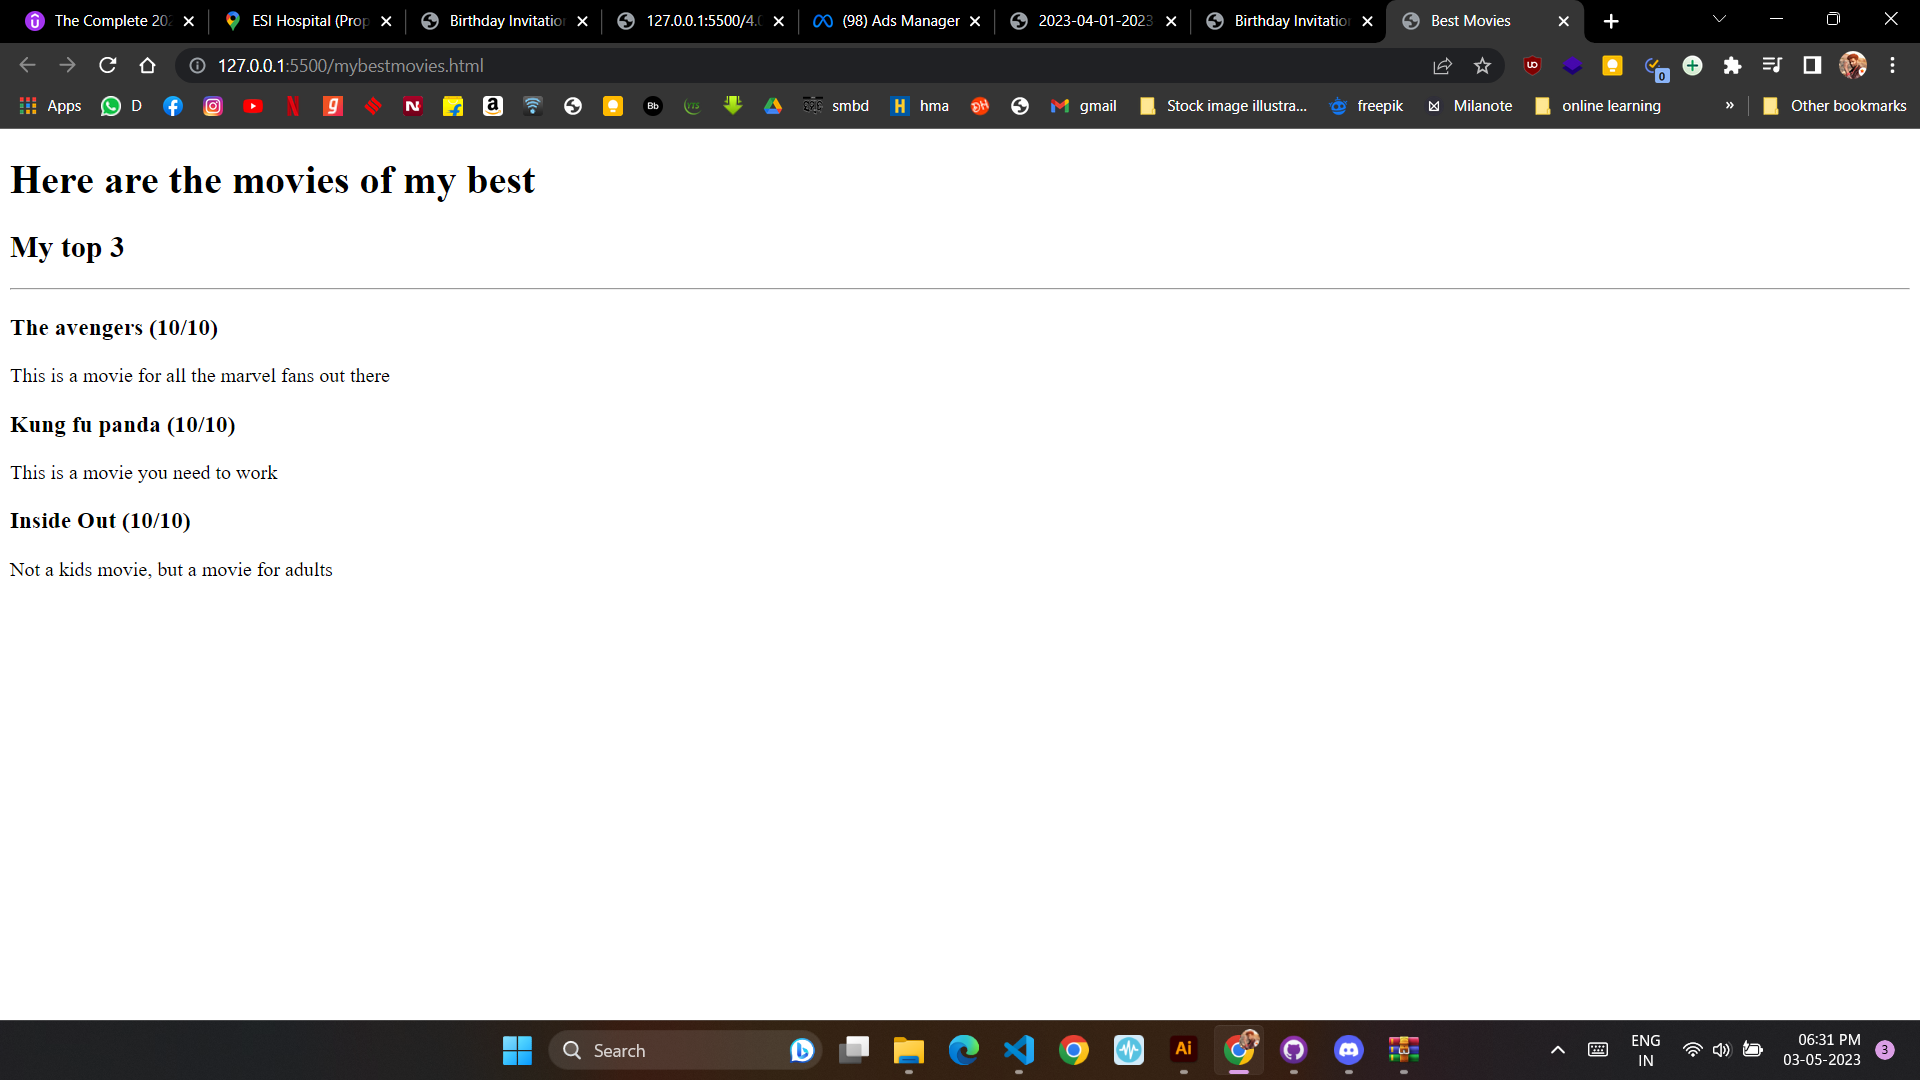 The Complete 202
ESI Hospital (Prop
Birthday Invitation
127.0.0.1:5500/4.0
(98) Ads Manager
2023-04-01-2023
Birthday Invitation
Best Movies
127.0.0.1:5500/mybestmovies.html
0
Apps
D
smbd
hma
gmail
Stock image illustra...
freepik
Milanote
online learning
»
Other bookmarks
Here are the movies of my best
My top 3
The avengers (10/10)
This is a movie for all the marvel fans out there
Kung fu panda (10/10)
This is a movie you need to work
Inside Out (10/10)
Not a kids movie, but a movie for adults
Search
Ai
ENG
IN
06:31 PM
03-05-2023
3